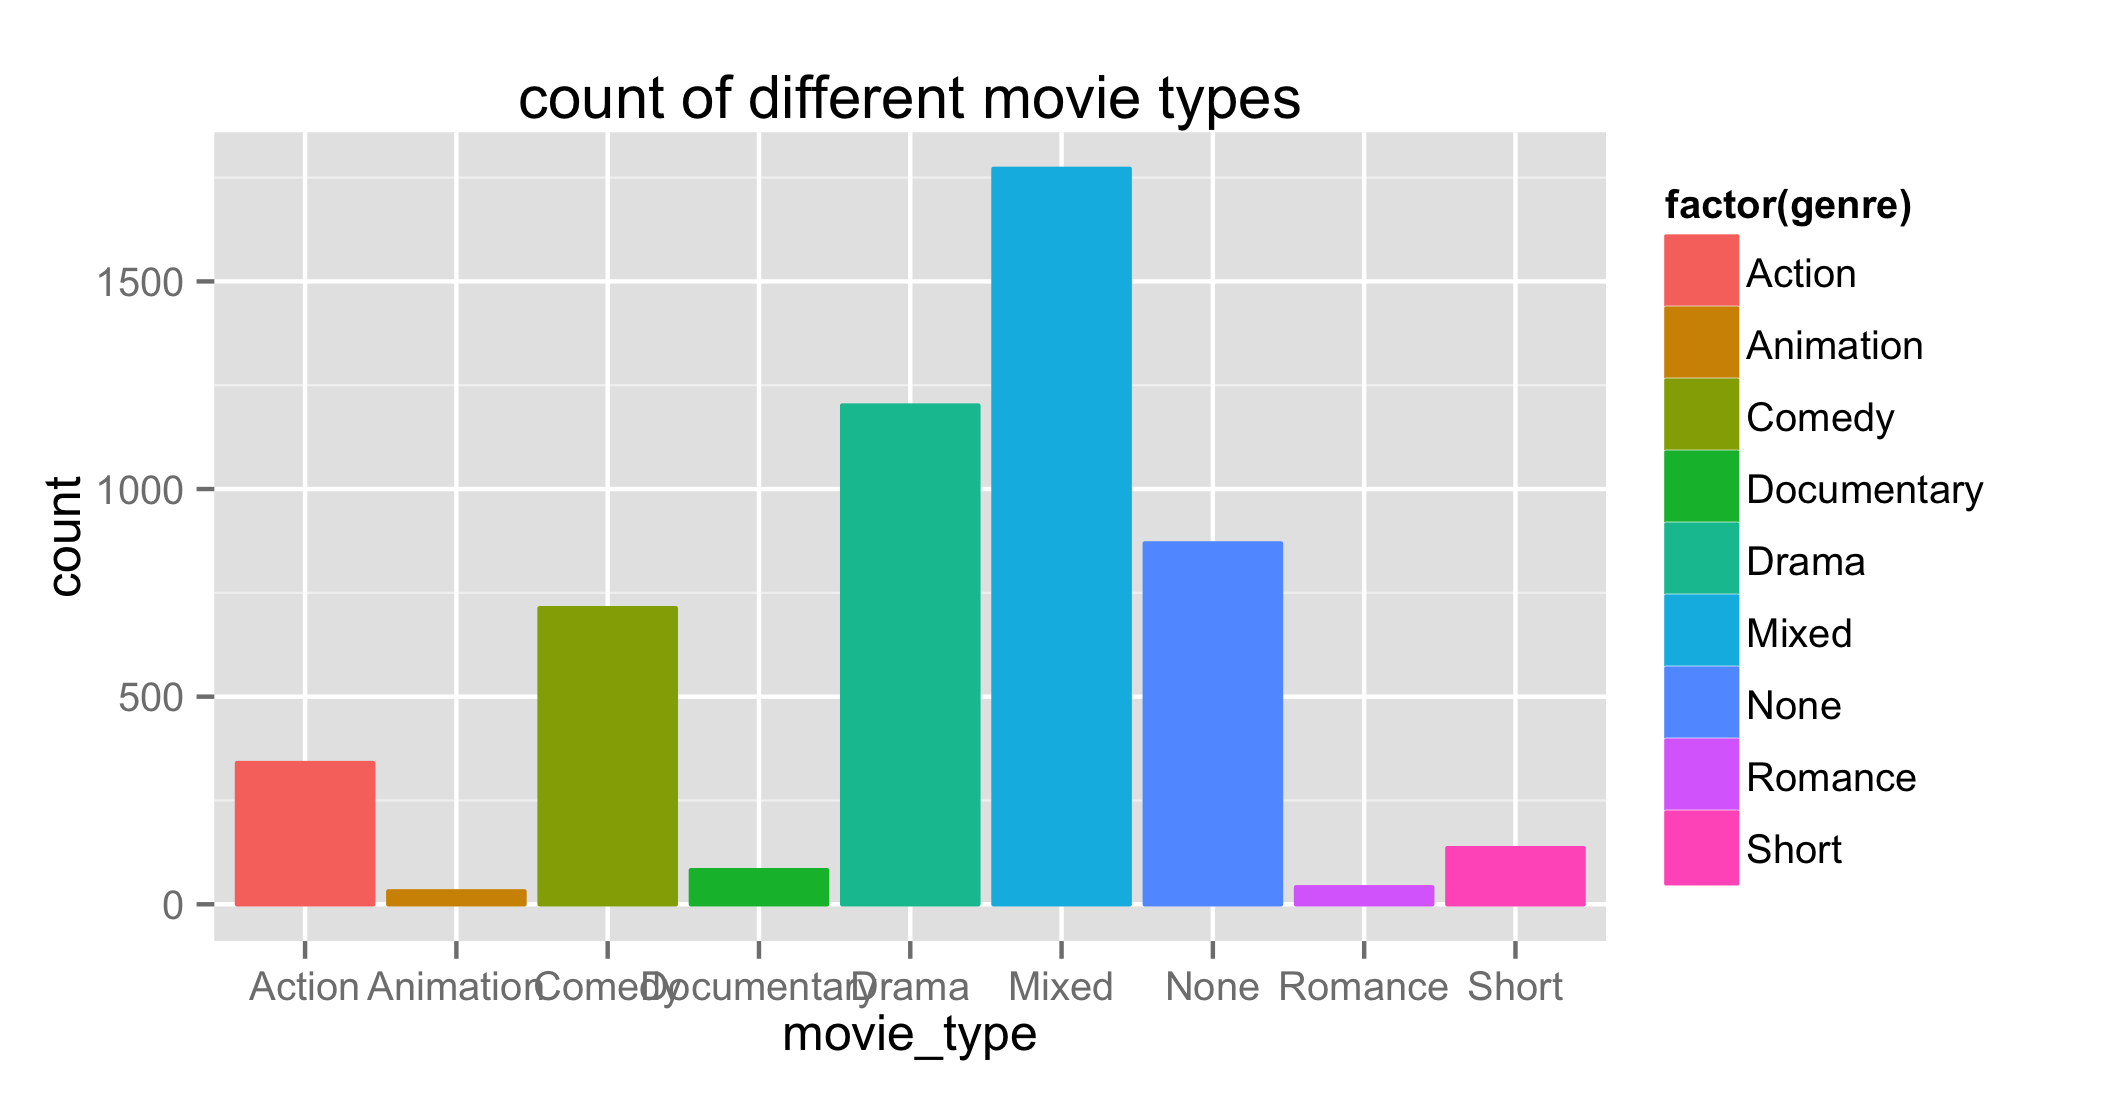 count of different movie types
count
1500
1000
500
0
Action Animation Comedy Documentary Drama Mixed None Romance Short
movie_type
factor(genre)
Action
Animation
Comedy
Documentary
Drama
Mixed
None
Romance
Short